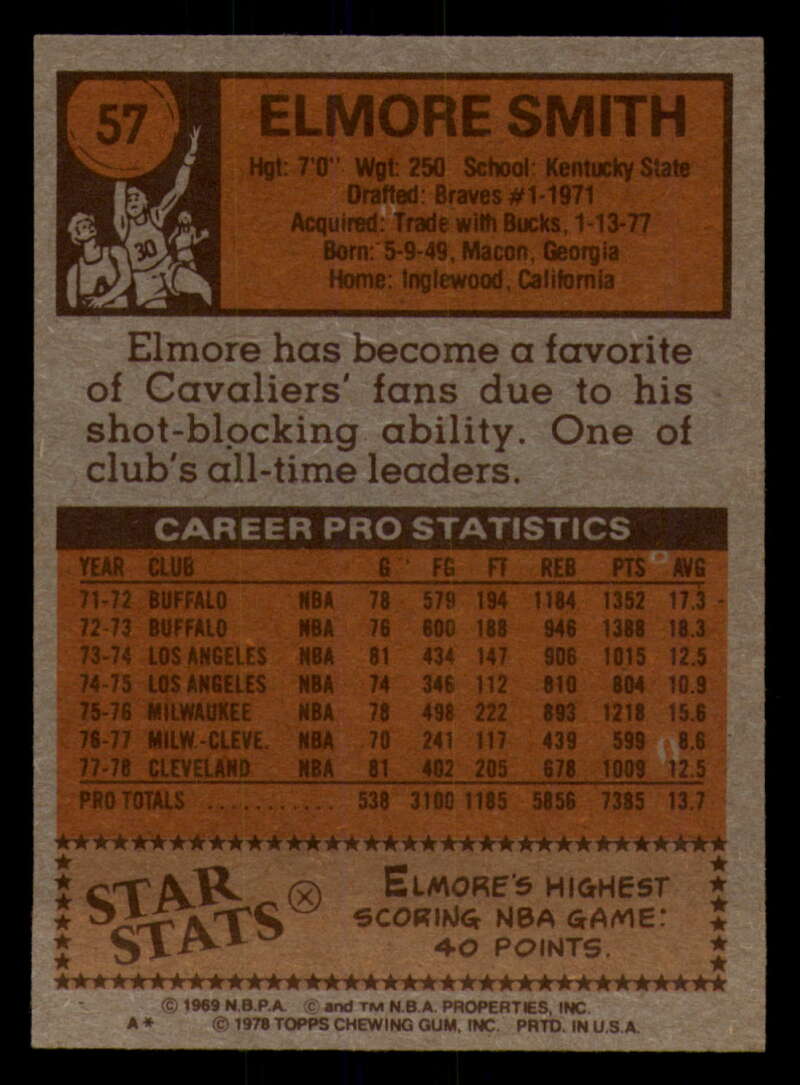 57
ELMORE SMITH
Hgt: 7'0" Wgt: 250 School: Kentucky State
Drafted: Braves #1-1971
Acquired: Trade with Bucks, 1-13-77
Born: 5-9-49, Macon, Georgia
Home: Inglewood, California
30
Elmore has become a favorite
of Cavaliers' fans due to his
shot-blocking ability. One of
club's all-time leaders.
CAREER PRO STATISTICS
YEAR CLUB G FG FT REB PTS AVG
71-72 BUFFALO NBA 78 579 194 1184 1352 17.3
72-73 BUFFALO NBA 76 600 188 946 1388 18.3
73-74 LOS ANGELES NBA 81 434 147 906 1015 12.5
74-75 LOS ANGELES NBA 74 346 112 810 804 10.9
75-76 MILWAUKEE NBA 78 498 222 893 1218 15.6
76-77 MILW.-CLEVE. NBA 70 241 117 439 599 8.6
77-78 CLEVELAND NBA 81 402 205 678 1009 12.5
PRO TOTALS ............ 538 3100 1185 5856 7385 13.7
STAR
STATS
ELMORE'S HIGHEST
SCORING NBA GAME:
40 POINTS.
© 1969 N.B.P.A. © and TM N.B.A. PROPERTIES, INC.
A* © 1978 TOPPS CHEWING GUM, INC. PRTD. IN U.S.A.